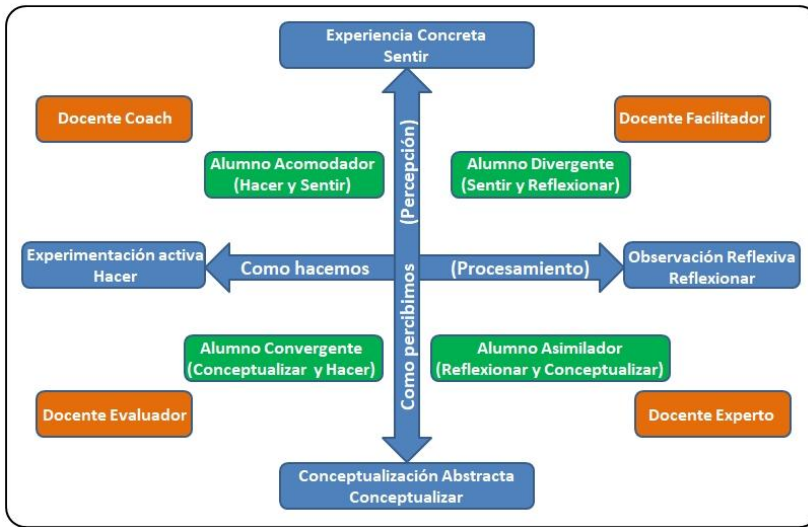 Experiencia Concreta
Sentir
Docente Coach
Docente Facilitador
Alumno Acomodador
(Hacer y Sentir)
Alumno Divergente
(Sentir y Reflexionar)
Experimentación activa
Hacer
Como hacemos
(Procesamiento)
Observación Reflexiva
Reflexionar
Como percibimos (Percepción)
Alumno Convergente
(Conceptualizar y Hacer)
Alumno Asimilador
(Reflexionar y Conceptualizar)
Docente Evaluador
Docente Experto
Conceptualización Abstracta
Conceptualizar